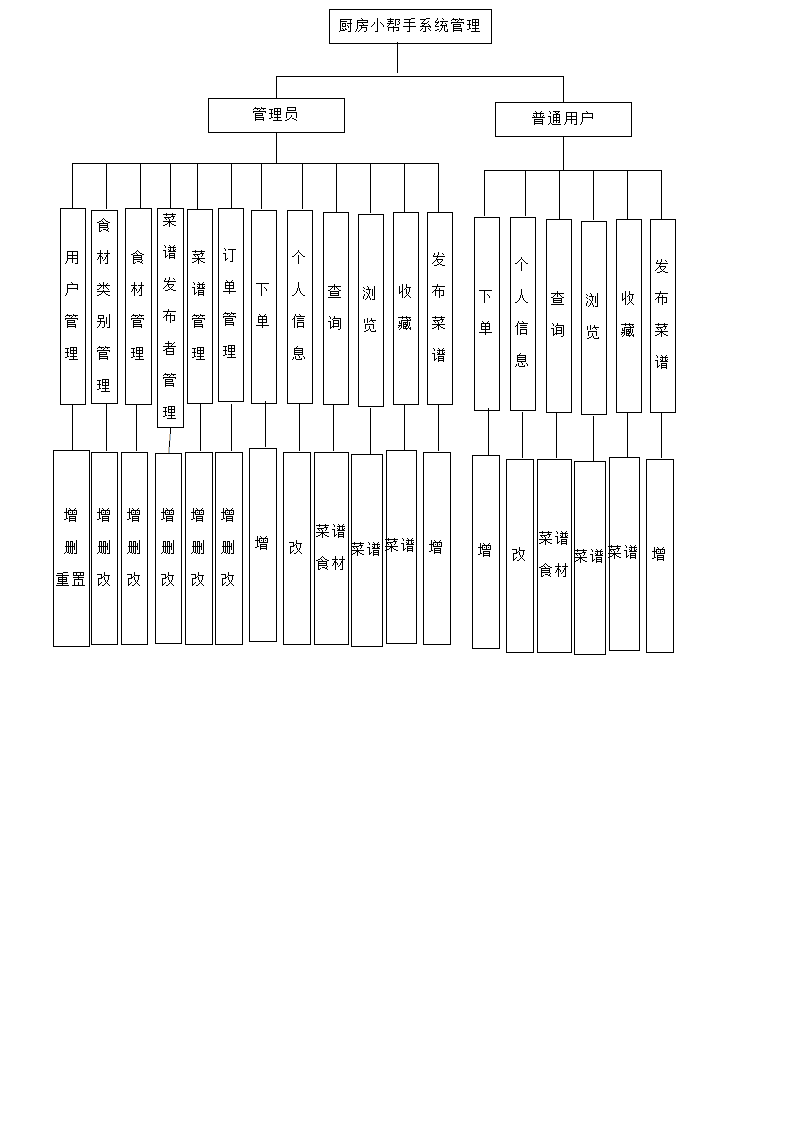 厨房小帮手系统管理
管理员
普通用户
用户管理
食材类别管理
食材管理
菜谱发布者管理
菜谱管理
订单管理
下单
个人信息
查询
浏览
收藏
发布菜谱
下单
个人信息
查询
浏览
收藏
发布菜谱
增
删
重置
增
删
改
增
删
改
增
删
改
增
删
改
增
删
改
增
改
菜谱
食材
菜谱
菜谱
增
增
改
菜谱
食材
菜谱
菜谱
增